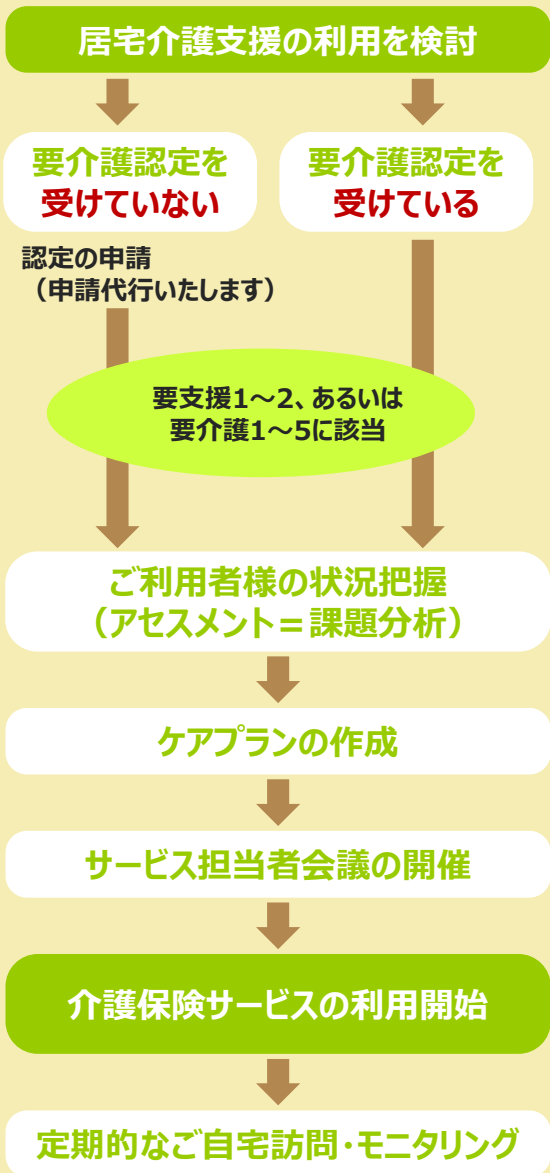 居宅介護支援の利用を検討
要介護認定を
受けていない
要介護認定を
受けている
認定の申請
（申請代行いたします）
要支援1～2、あるいは
要介護1～5に該当
ご利用者様の状況把握
（アセスメント＝課題分析）
ケアプランの作成
サービス担当者会議の開催
介護保険サービスの利用開始
定期的なご自宅訪問・モニタリング